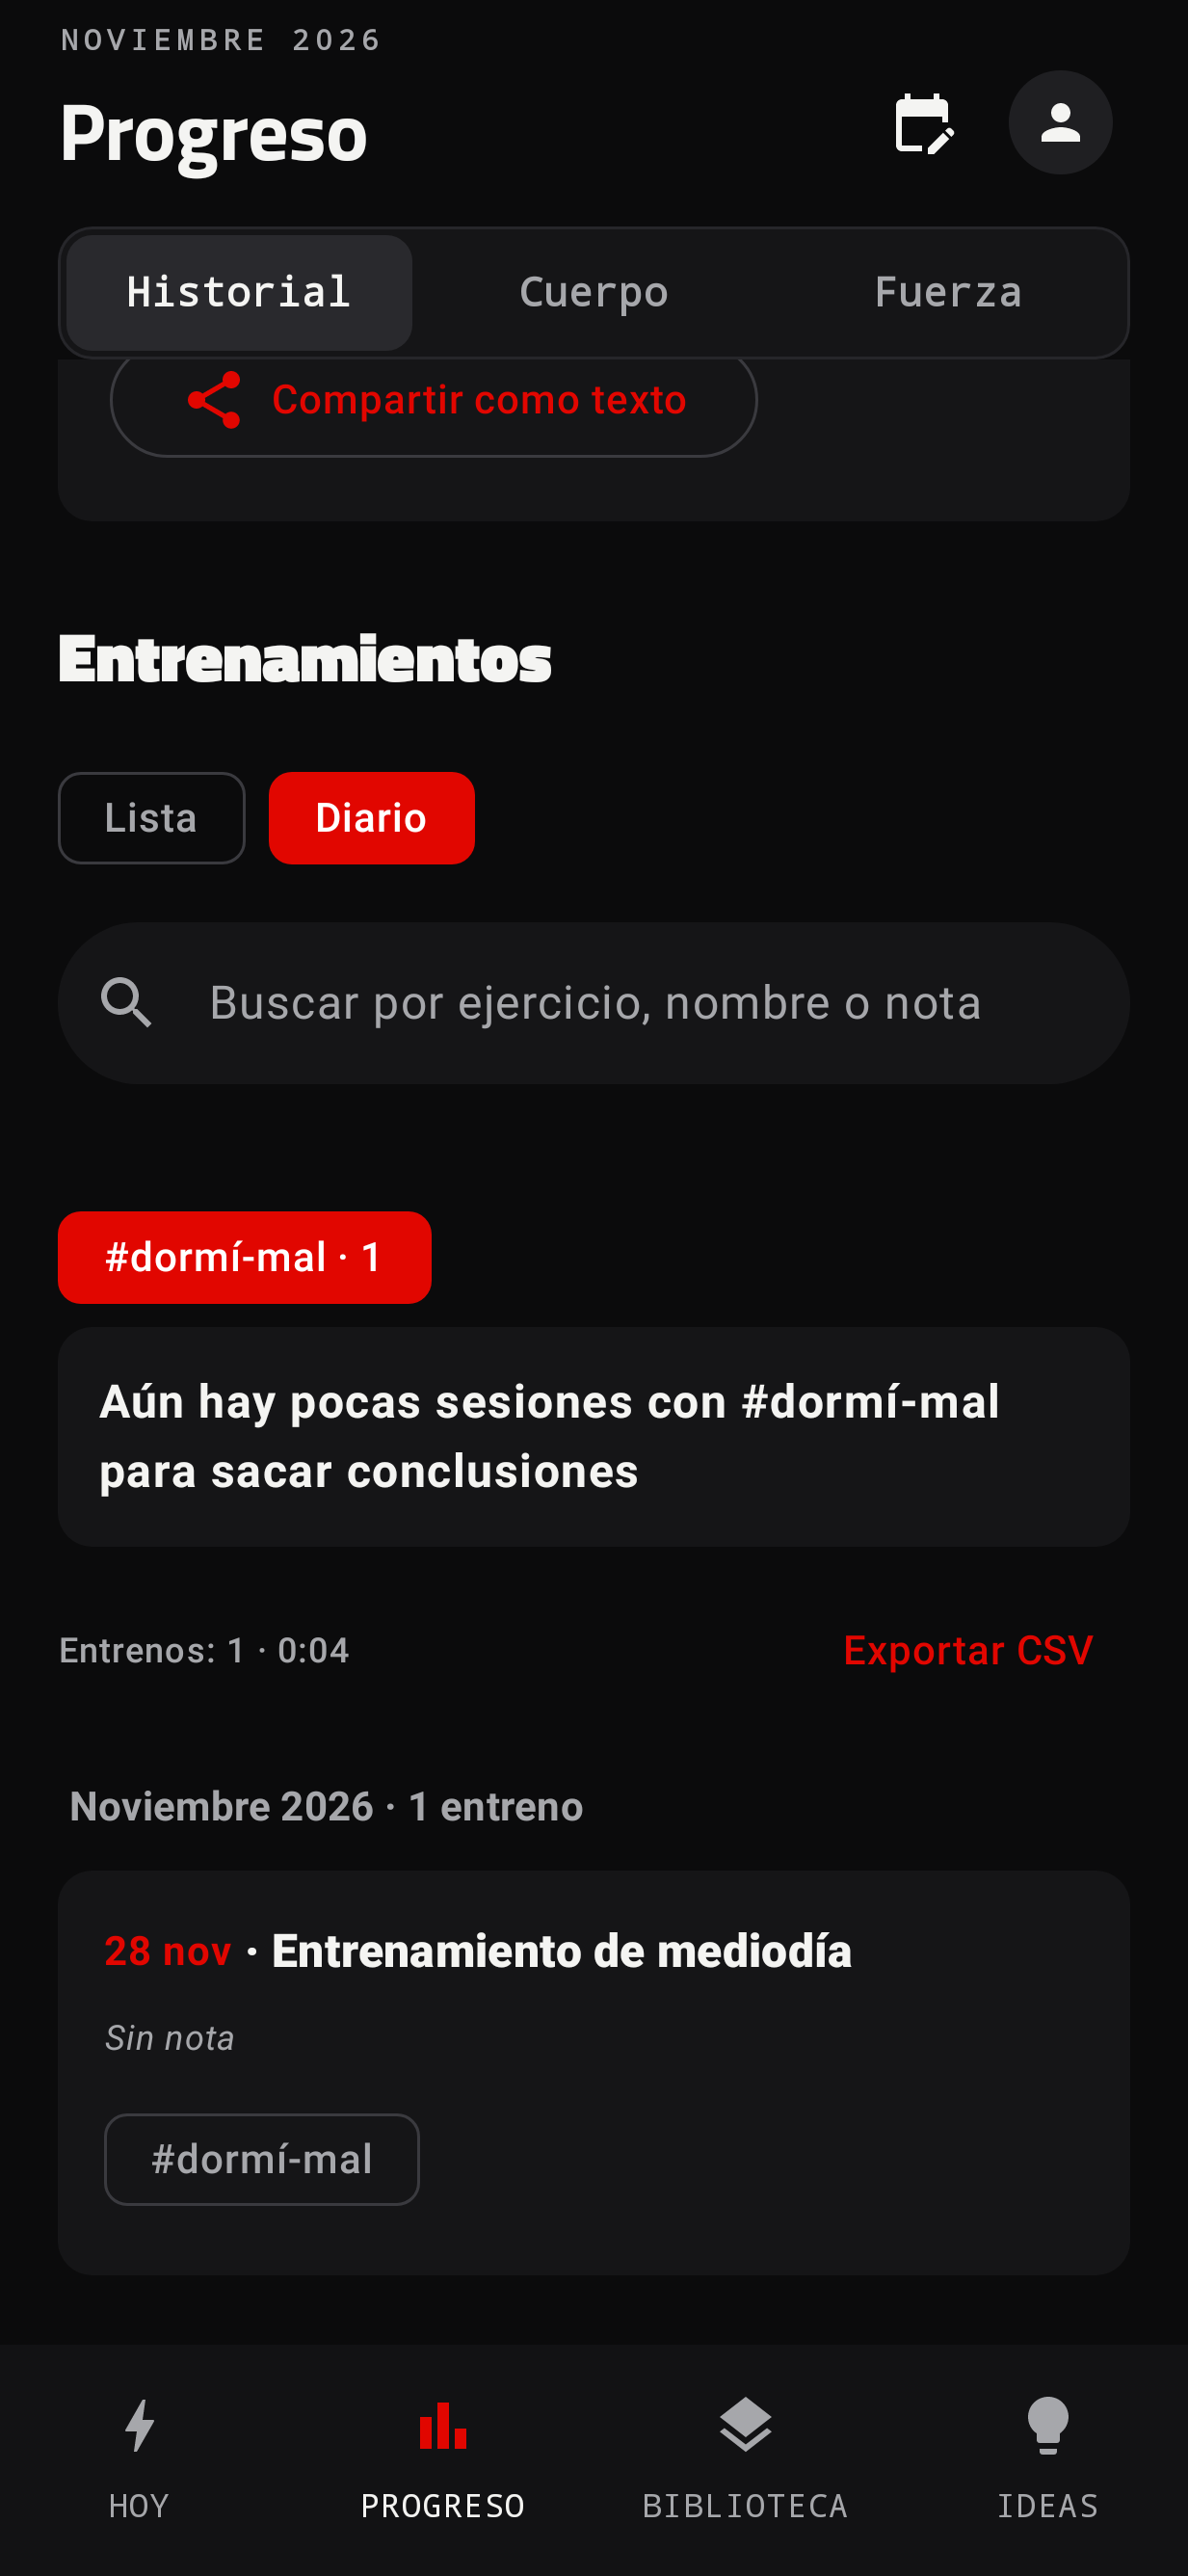 NOVIEMBRE 2026
Progreso
Historial
Cuerpo
Fuerza
Compartir como texto
Entrenamientos
Lista
Diario
Buscar por ejercicio, nombre o nota
#dormí-mal · 1
Aún hay pocas sesiones con #dormí-mal
para sacar conclusiones
Entrenos: 1 · 0:04
Exportar CSV
Noviembre 2026 · 1 entreno
28 nov · Entrenamiento de mediodía
Sin nota
#dormí-mal
HOY
PROGRESO
BIBLIOTECA
IDEAS